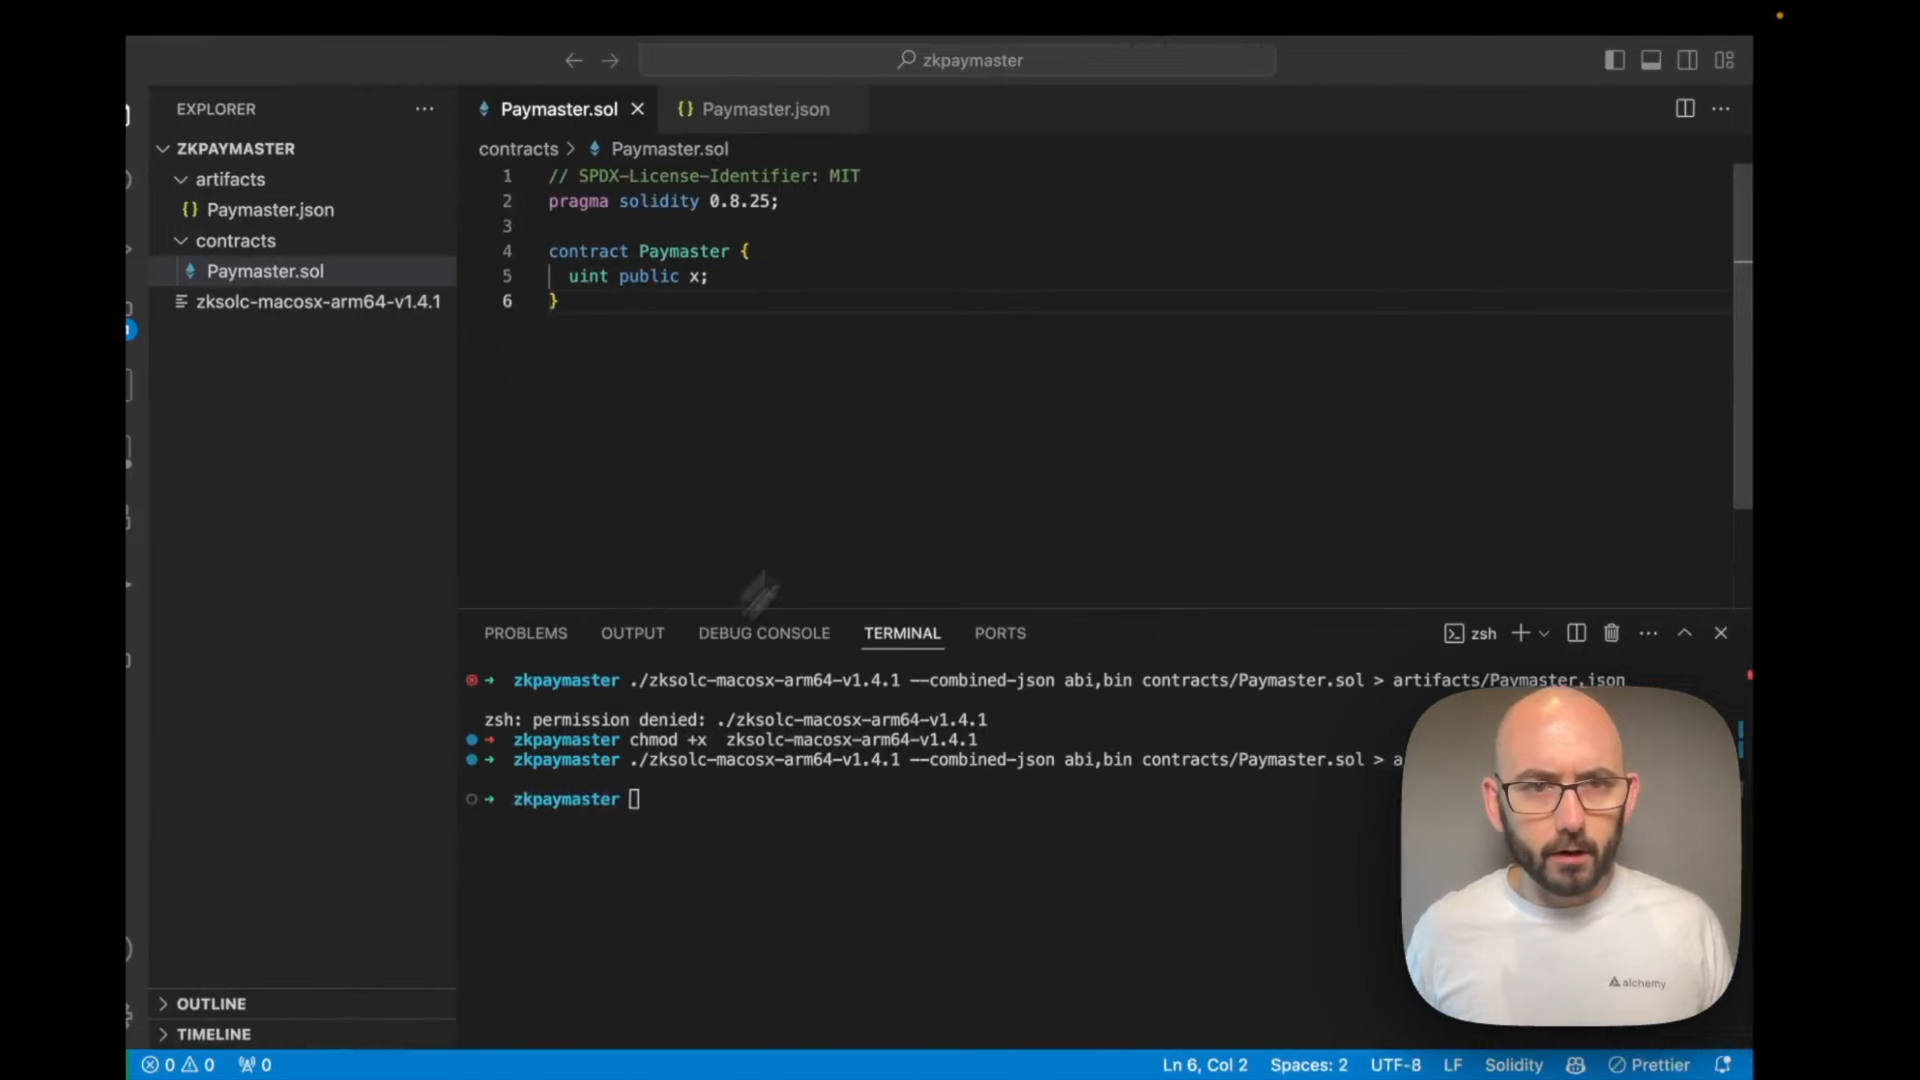 zkpaymaster
EXPLORER
ZKPAYMASTER
artifacts
Paymaster.json
contracts
Paymaster.sol
zksolc-macosx-arm64-v1.4.1
OUTLINE
TIMELINE
Paymaster.sol
Paymaster.json
contracts > Paymaster.sol
1 // SPDX-License-Identifier: MIT
2 pragma solidity 0.8.25;
3
4 contract Paymaster {
5 uint public x;
6 }
PROBLEMS OUTPUT DEBUG CONSOLE TERMINAL PORTS
zsh
zkpaymaster ./zksolc-macosx-arm64-v1.4.1 --combined-json abi,bin contracts/Paymaster.sol > artifacts/Paymaster.json
zsh: permission denied: ./zksolc-macosx-arm64-v1.4.1
zkpaymaster chmod +x  zksolc-macosx-arm64-v1.4.1
zkpaymaster ./zksolc-macosx-arm64-v1.4.1 --combined-json abi,bin contracts/Paymaster.sol > a
zkpaymaster
alchemy
0 0 0
Ln 6, Col 2 Spaces: 2 UTF-8 LF Solidity Prettier